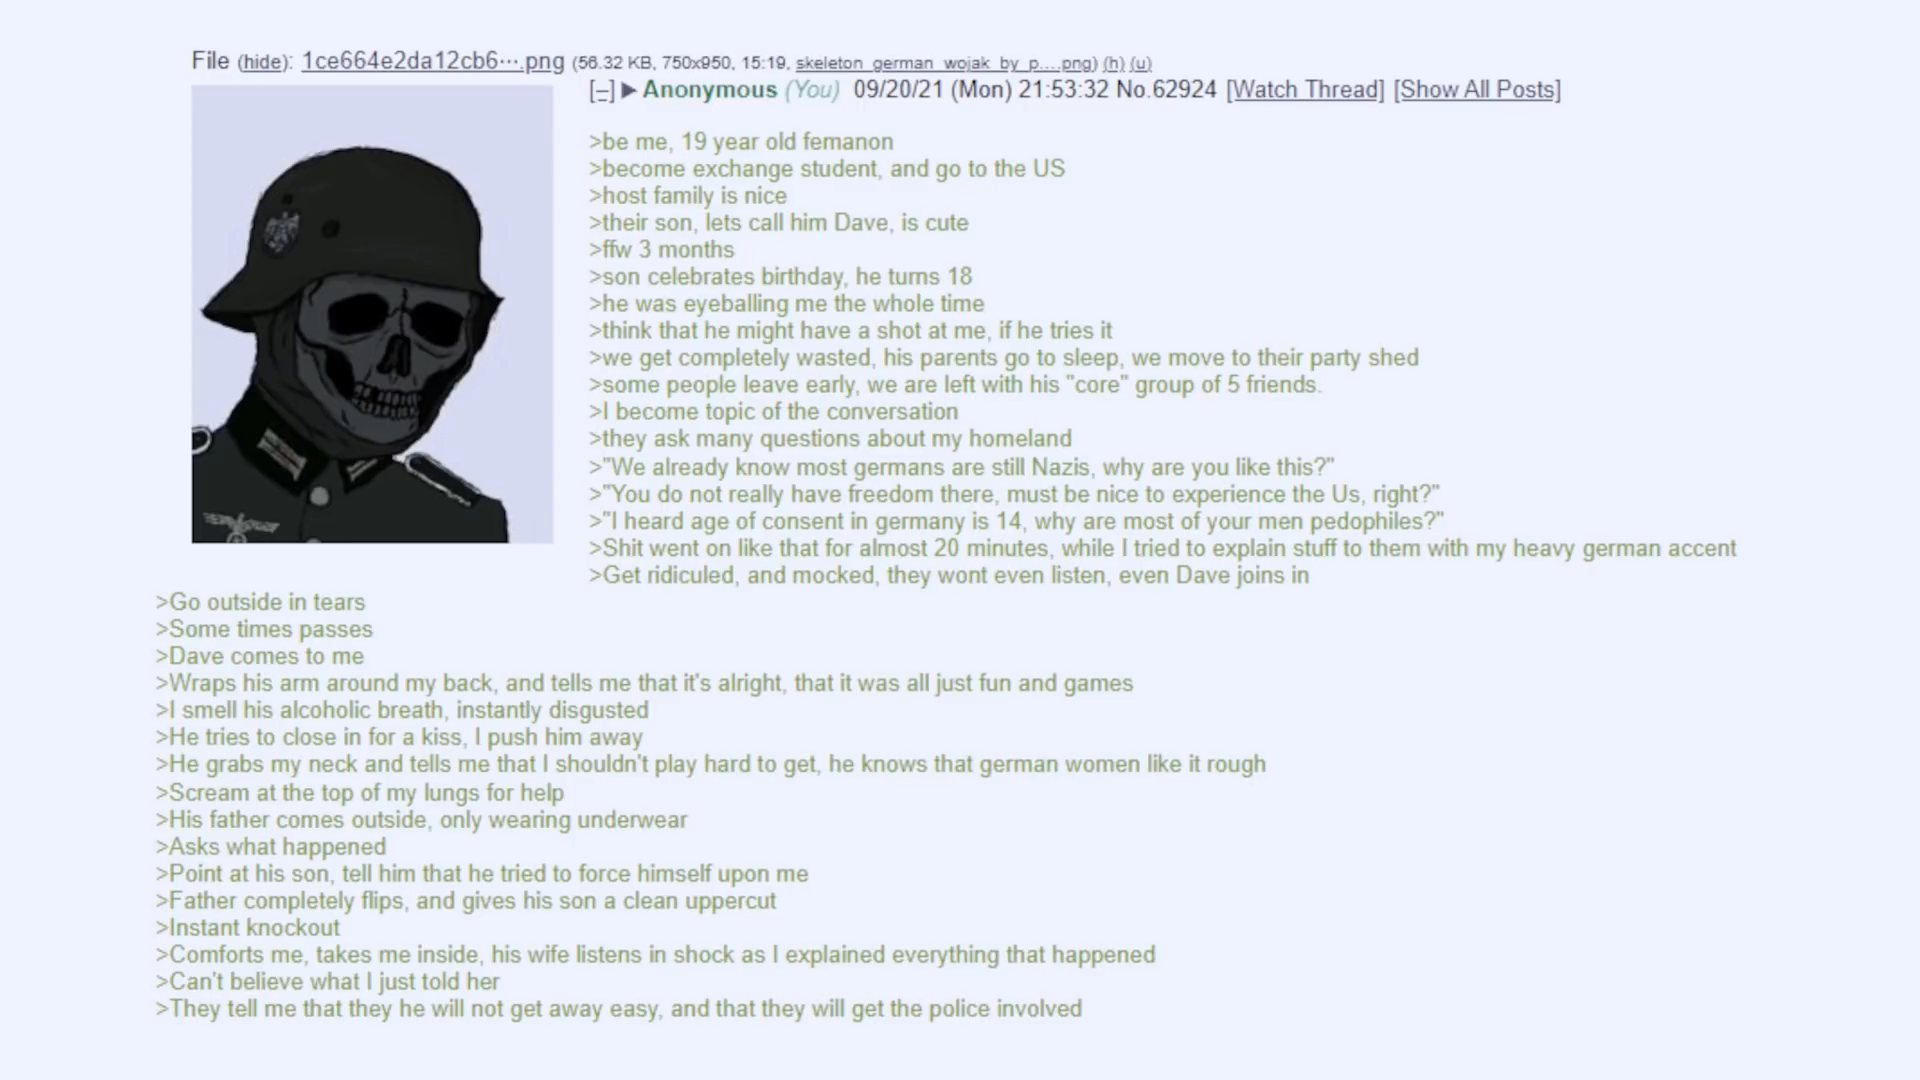 File (hide): 1ce664e2da12cb6···.png (56.32 KB, 750x950, 15:19, skeleton_german_wojak_by_p....png) (h) (u)
[–] ▶ Anonymous (You) 09/20/21 (Mon) 21:53:32 No.62924 [Watch Thread] [Show All Posts]
>be me, 19 year old femanon
>become exchange student, and go to the US
>host family is nice
>their son, lets call him Dave, is cute
>ffw 3 months
>son celebrates birthday, he turns 18
>he was eyeballing me the whole time
>think that he might have a shot at me, if he tries it
>we get completely wasted, his parents go to sleep, we move to their party shed
>some people leave early, we are left with his "core" group of 5 friends.
>I become topic of the conversation
>they ask many questions about my homeland
>"We already know most germans are still Nazis, why are you like this?"
>"You do not really have freedom there, must be nice to experience the Us, right?"
>"I heard age of consent in germany is 14, why are most of your men pedophiles?"
>Shit went on like that for almost 20 minutes, while I tried to explain stuff to them with my heavy german accent
>Get ridiculed, and mocked, they wont even listen, even Dave joins in
>Go outside in tears
>Some times passes
>Dave comes to me
>Wraps his arm around my back, and tells me that it's alright, that it was all just fun and games
>I smell his alcoholic breath, instantly disgusted
>He tries to close in for a kiss, I push him away
>He grabs my neck and tells me that I shouldn't play hard to get, he knows that german women like it rough
>Scream at the top of my lungs for help
>His father comes outside, only wearing underwear
>Asks what happened
>Point at his son, tell him that he tried to force himself upon me
>Father completely flips, and gives his son a clean uppercut
>Instant knockout
>Comforts me, takes me inside, his wife listens in shock as I explained everything that happened
>Can't believe what I just told her
>They tell me that they he will not get away easy, and that they will get the police involved